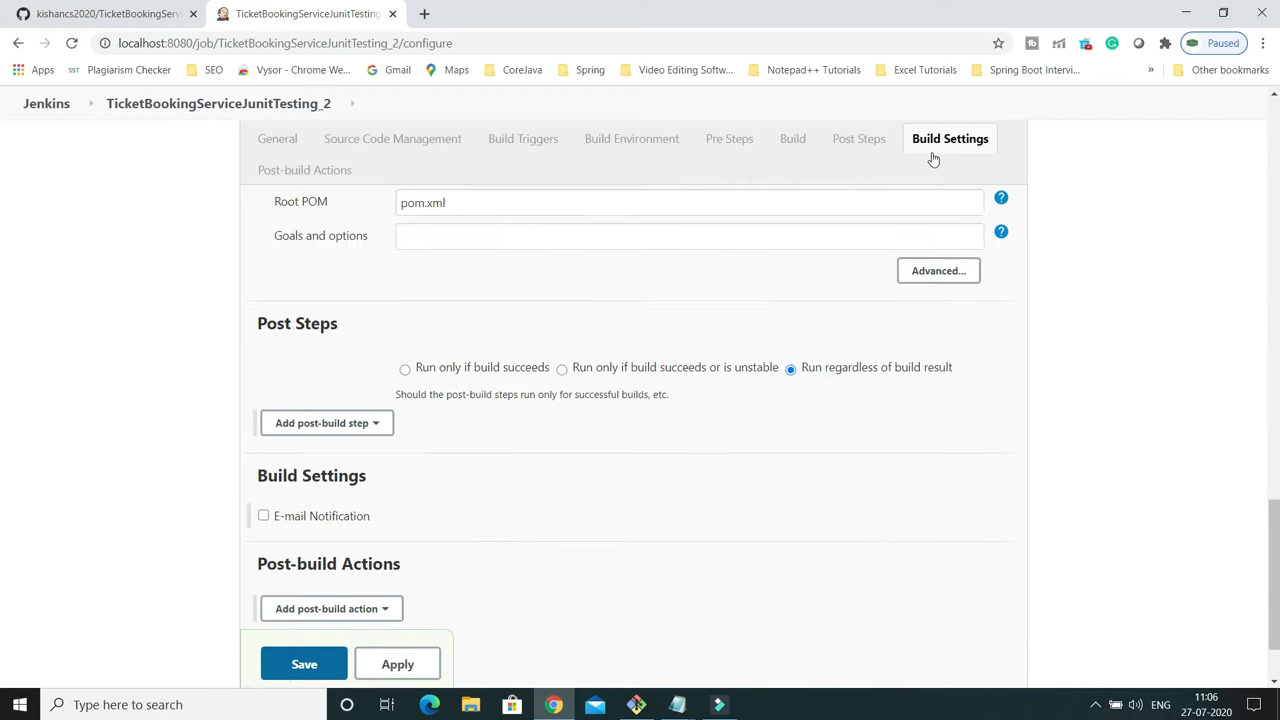 kishancs2020/TicketBookingServ
TicketBookingServiceJunitTesting_
localhost:8080/job/TicketBookingServiceJunitTesting_2/configure
Paused
Apps
SST Plagiarism Checker
SEO
Vysor - Chrome We...
Gmail
Maps
CoreJava
Spring
Video Editing Softw...
Notepad++ Tutorials
Excel Tutorials
Spring Boot Intervi...
»
Other bookmarks
Jenkins
TicketBookingServiceJunitTesting_2
General
Source Code Management
Build Triggers
Build Environment
Pre Steps
Build
Post Steps
Build Settings
Post-build Actions
Root POM
pom.xml
Goals and options
Advanced...
Post Steps
Run only if build succeeds
Run only if build succeeds or is unstable
Run regardless of build result
Should the post-build steps run only for successful builds, etc.
Add post-build step
Build Settings
E-mail Notification
Post-build Actions
Add post-build action
Save
Apply
Type here to search
ENG
11:06
27-07-2020